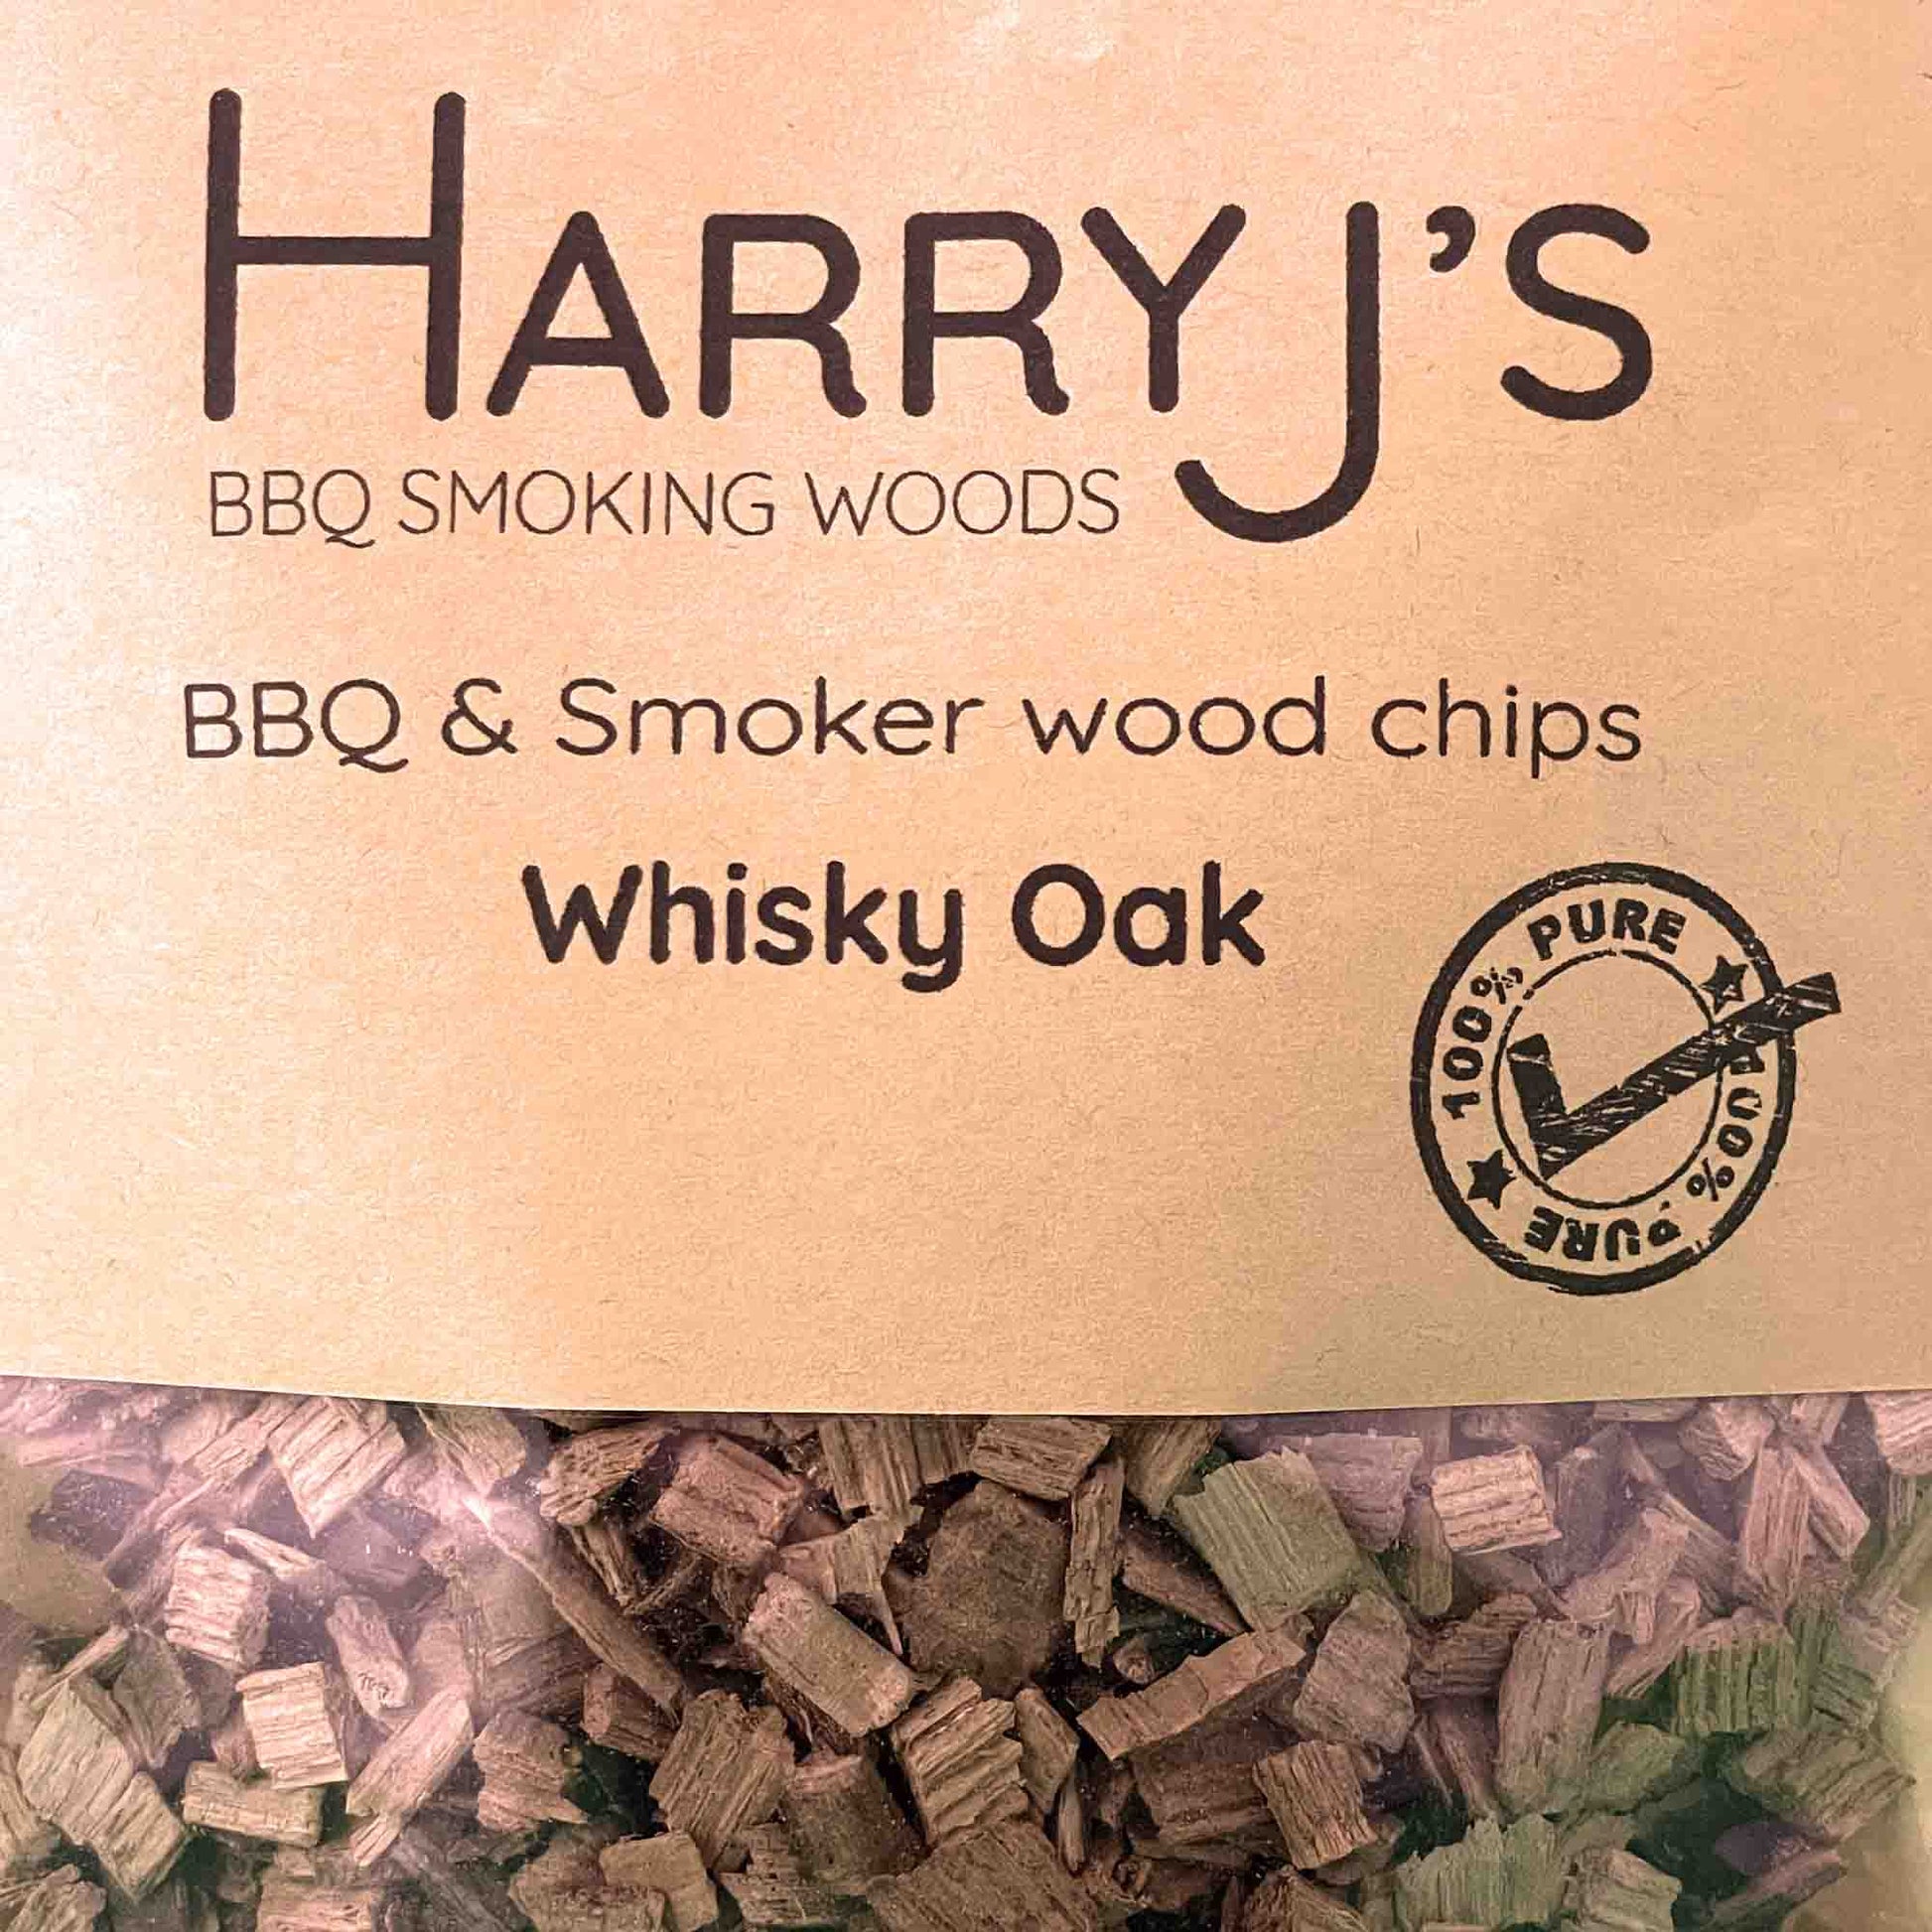 HARRY J'S
BBQ SMOKING WOODS
BBQ & Smoker wood chips
Whisky Oak
100% PURE
100% PURE